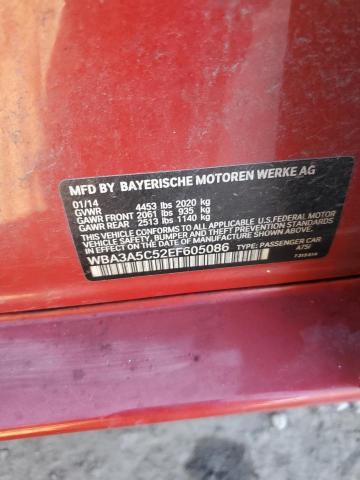 MFD BY BAYERISCHE MOTOREN WERKE AG
01/14
GVWR 4453 lbs 2020 kg
GAWR FRONT 2061 lbs 935 kg
GAWR REAR 2513 lbs 1140 kg
THIS VEHICLE CONFORMS TO ALL APPLICABLE U.S. FEDERAL MOTOR
VEHICLE SAFETY, BUMPER AND THEFT PREVENTION STANDARDS
IN EFFECT ON THE DATE OF MANUFACTURE SHOWN ABOVE.
WBA3A5C52EF605086 TYPE: PASSENGER CAR
A75/